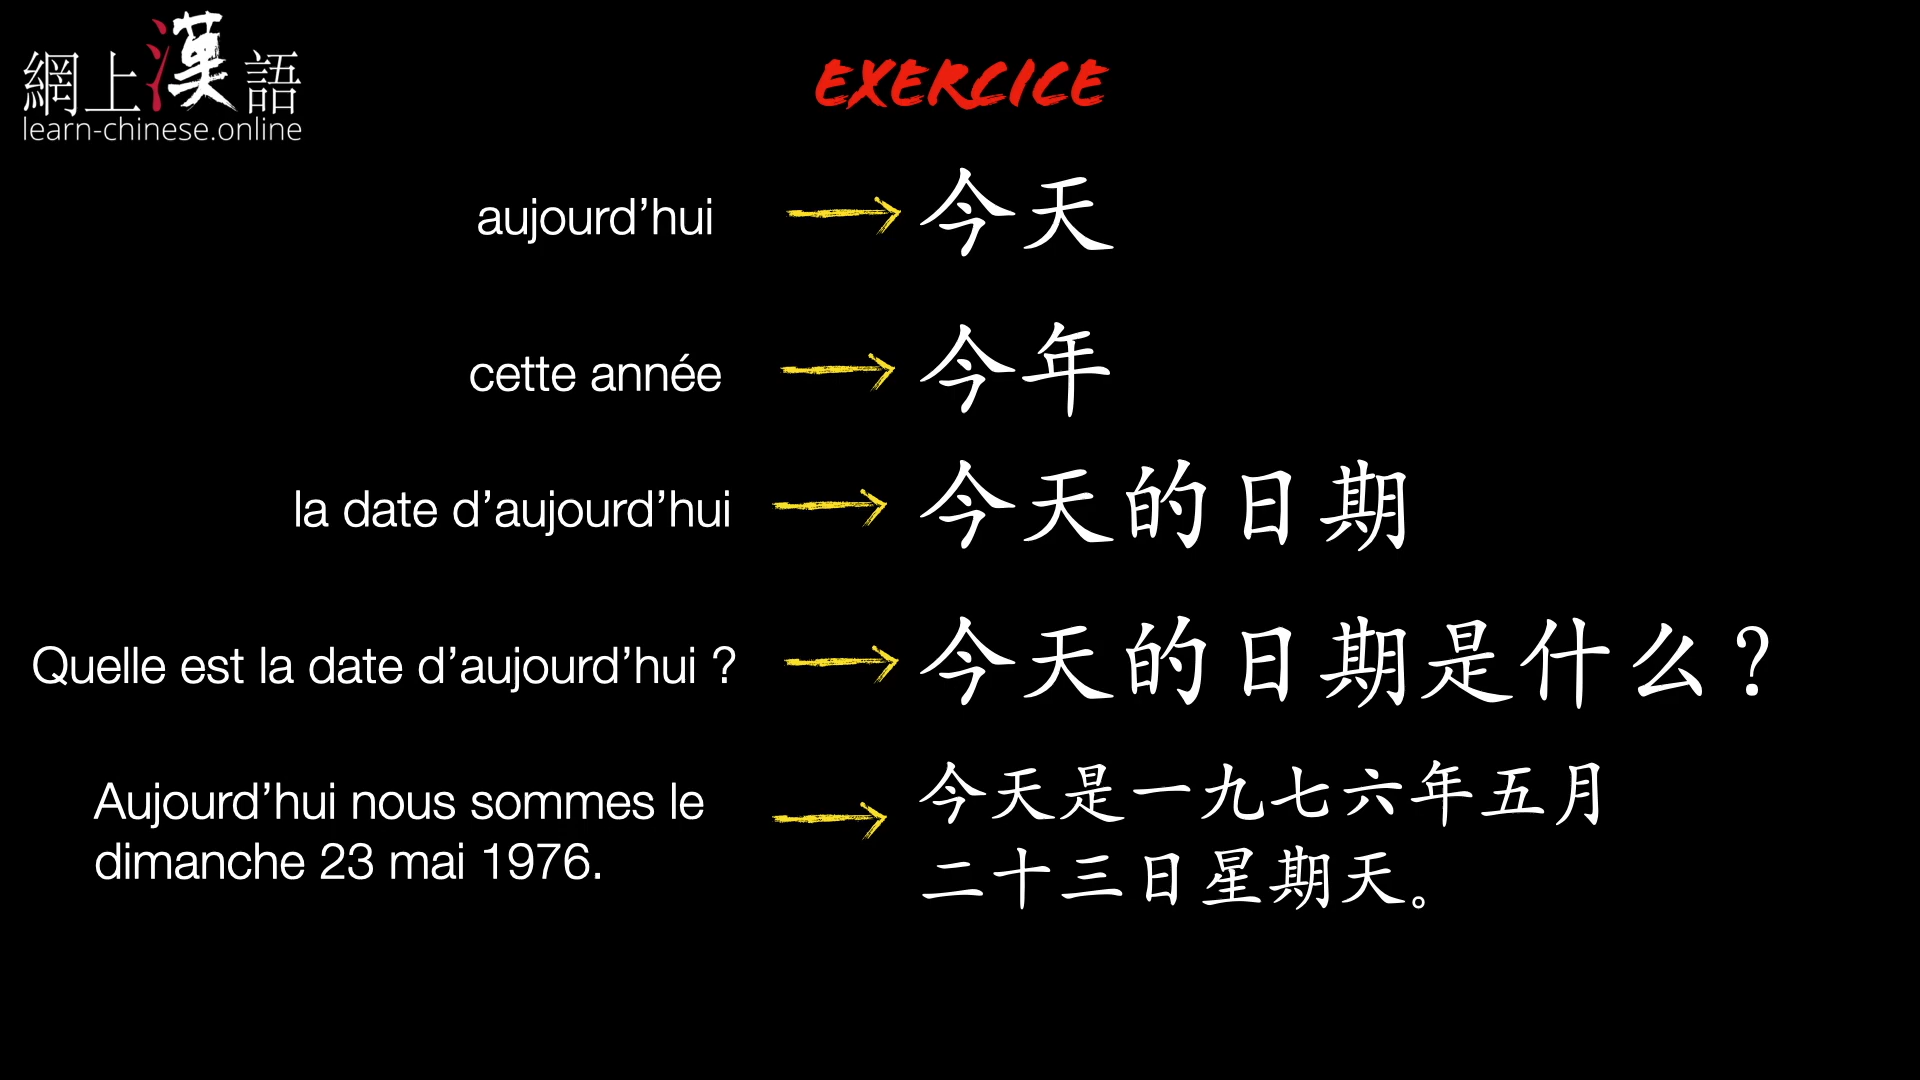 網上漢語
learn-chinese.online
EXERCICE
aujourd’hui
今天
cette année
今年
la date d’aujourd’hui
今天的日期
Quelle est la date d’aujourd’hui ?
今天的日期是什么？
Aujourd’hui nous sommes le
dimanche 23 mai 1976.
今天是一九七六年五月
二十三日星期天。